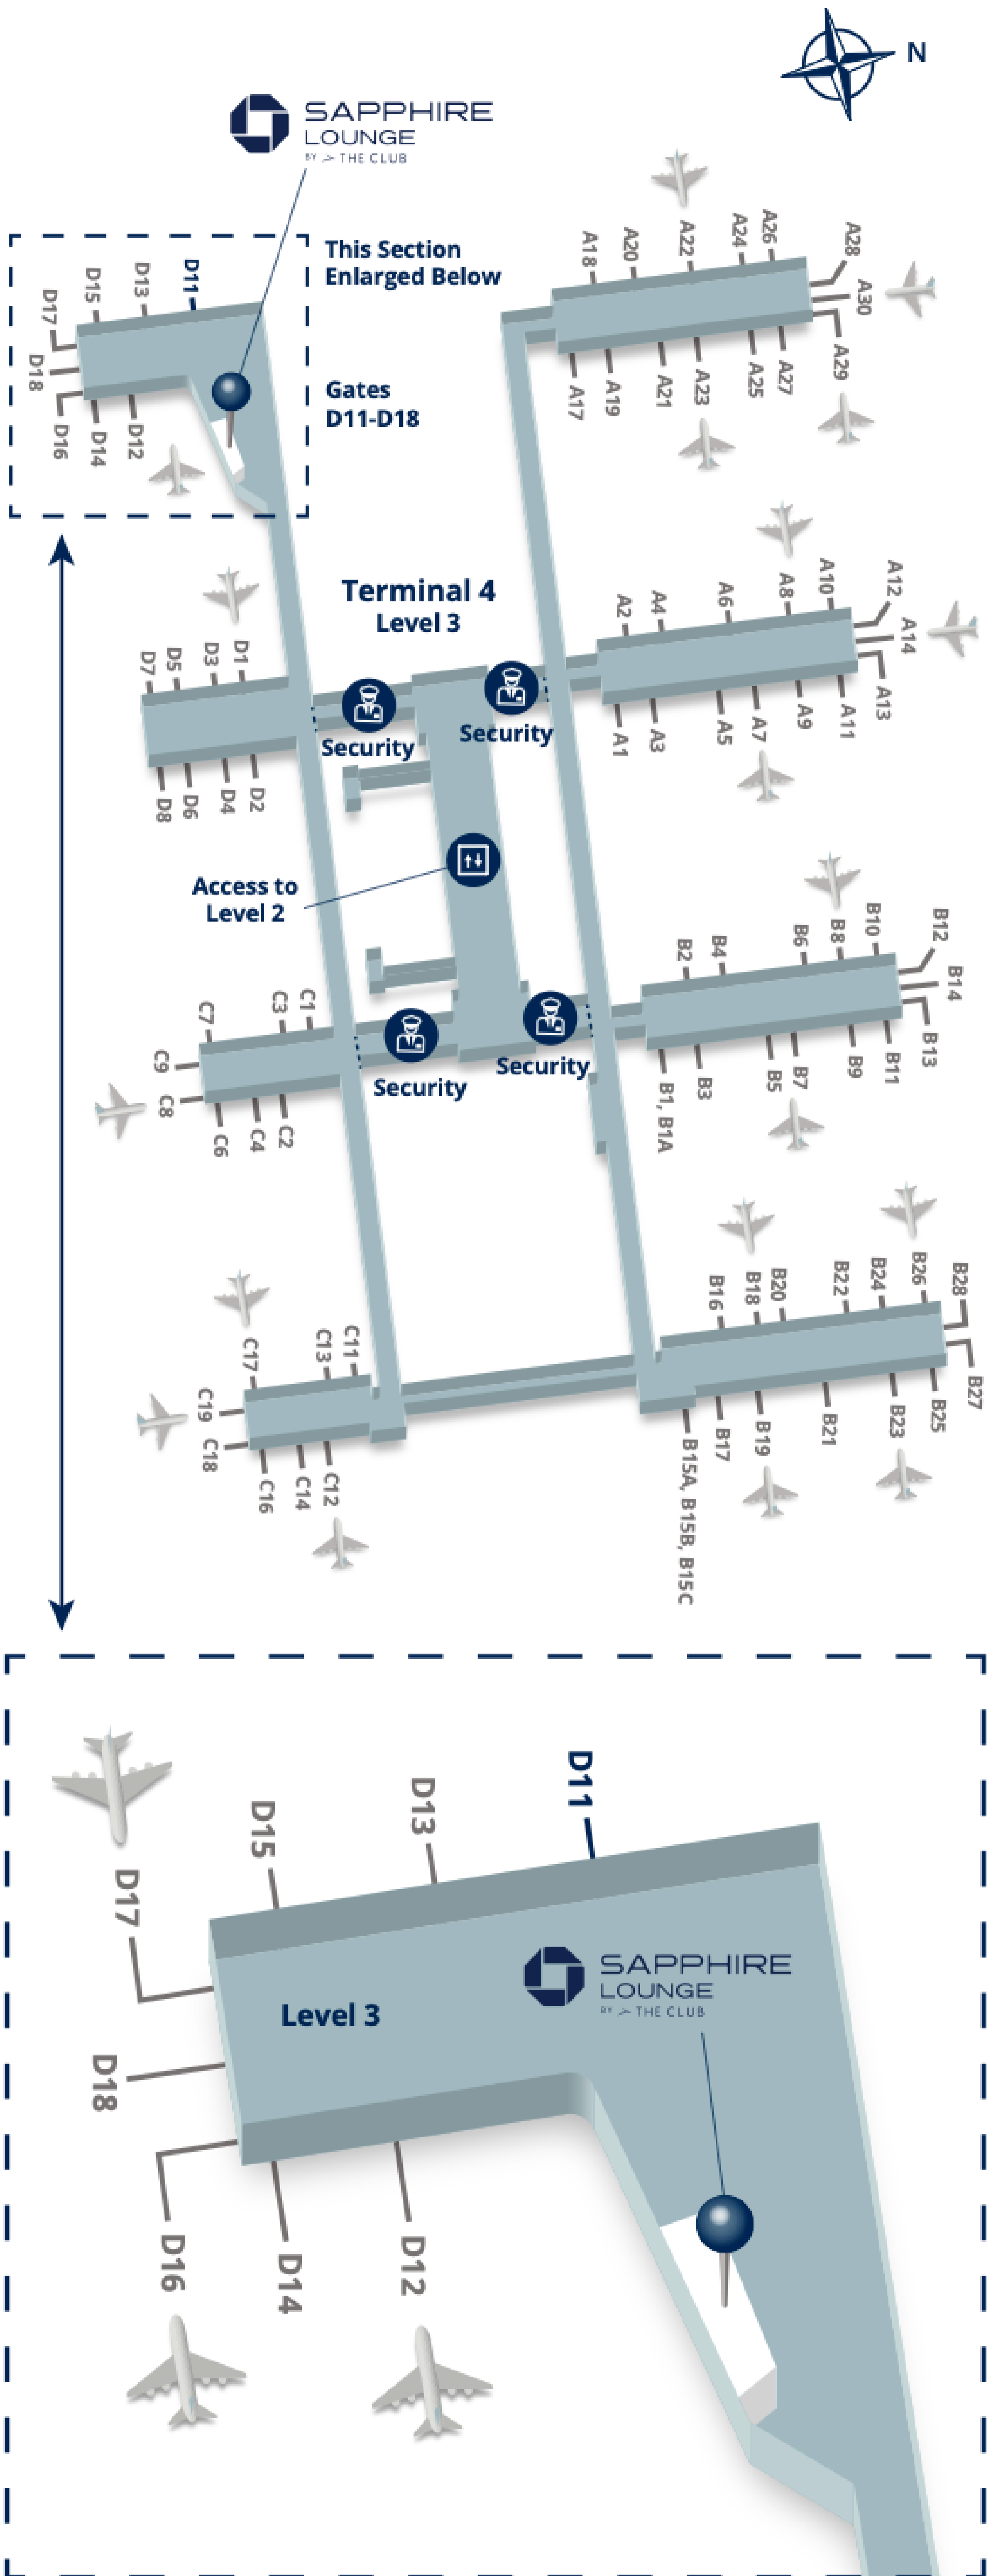 N
SAPPHIRE
LOUNGE
BY THE CLUB
This Section
Enlarged Below
Gates
D11-D18
D17
D15
D13
D11
D18
D16
D14
D12
A18
A20
A22
A24
A26
A28
A30
A29
A17
A19
A21
A23
A25
A27
Terminal 4
Level 3
D7
D5
D3
D1
D8
D6
D4
D2
Security
Security
A2
A4
A6
A8
A10
A12
A14
A13
A1
A3
A5
A7
A9
A11
Access to
Level 2
B2
B4
B6
B8
B10
B12
B14
B13
B1, B1A
B3
B5
B7
B9
B11
C7
C3
C1
C9
C8
C6
C4
C2
Security
Security
B16
B18
B20
B22
B24
B26
B28
B27
B15A, B15B, B15C
B17
B19
B21
B23
B25
C17
C13
C11
C19
C18
C16
C14
C12
D11
D13
D15
D17
SAPPHIRE
LOUNGE
BY THE CLUB
Level 3
D18
D16
D14
D12